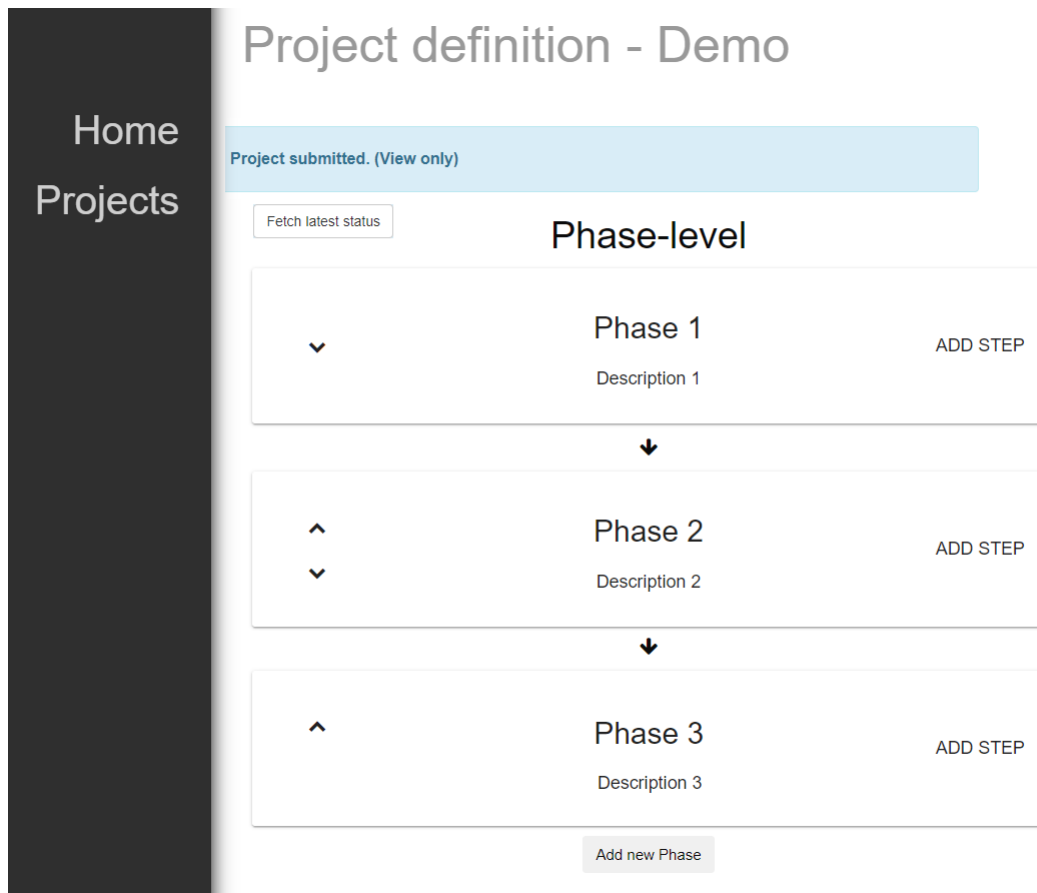 Project definition - Demo
Home
Projects
Project submitted. (View only)
Fetch latest status
Phase-level
Phase 1
Description 1
ADD STEP
Phase 2
Description 2
ADD STEP
Phase 3
Description 3
ADD STEP
Add new Phase